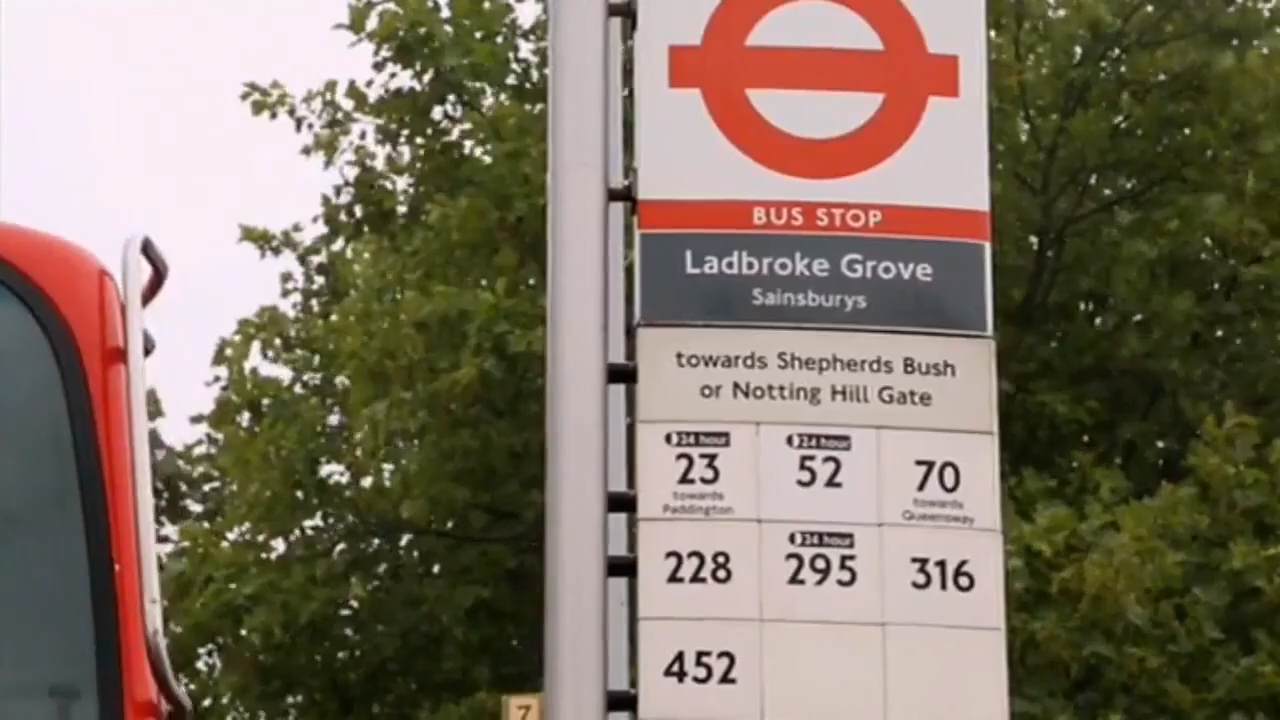 BUS STOP
Ladbroke Grove
Sainsburys
towards Shepherds Bush
or Notting Hill Gate
24 hour
23
towards
Paddington
24 hour
52
70
towards
Queensway
228
24 hour
295
316
452
7